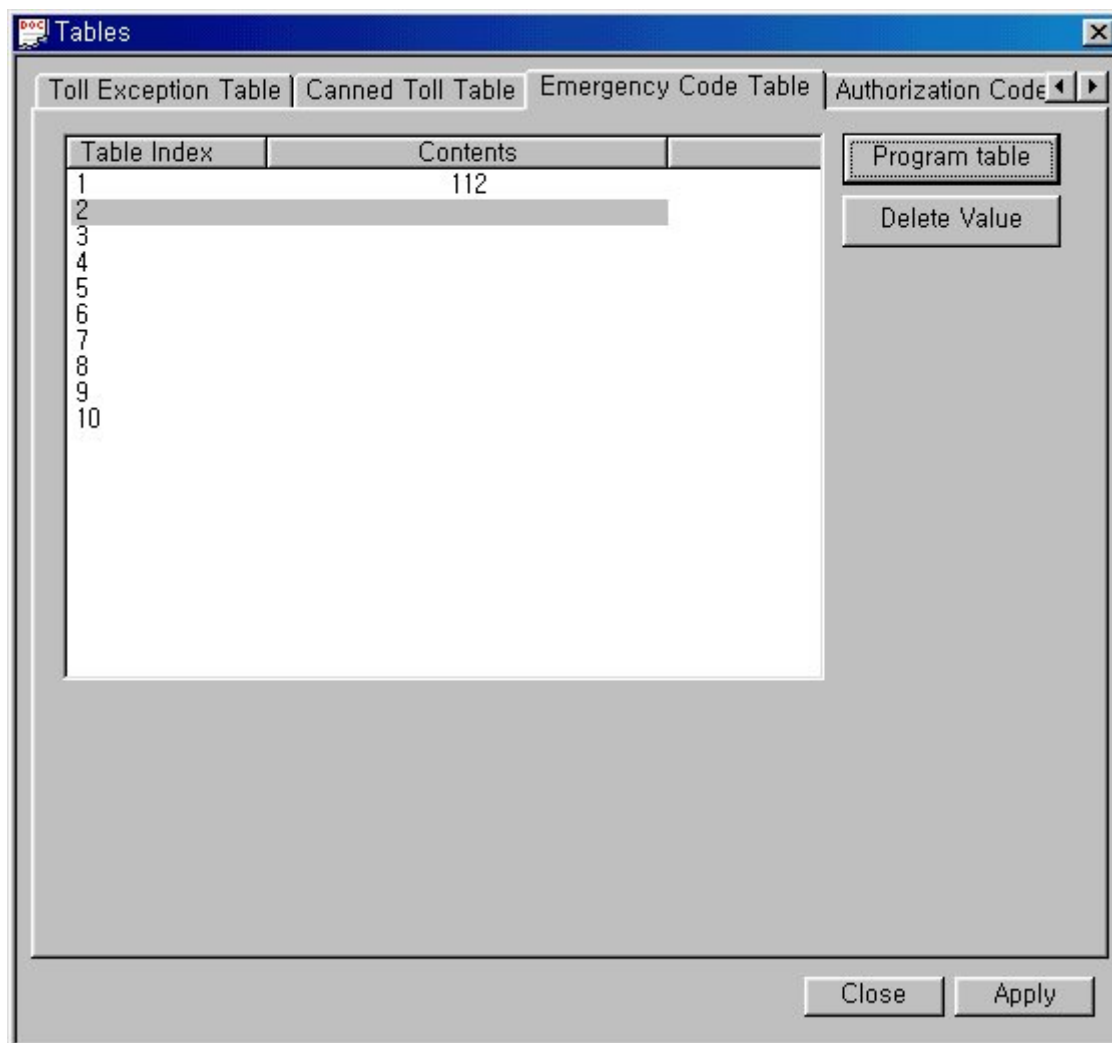 DOC Tables
Toll Exception Table Canned Toll Table Emergency Code Table Authorization Code
Table Index Contents
Program table
1 112
2
Delete Value
3
4
5
6
7
8
9
10
Close Apply